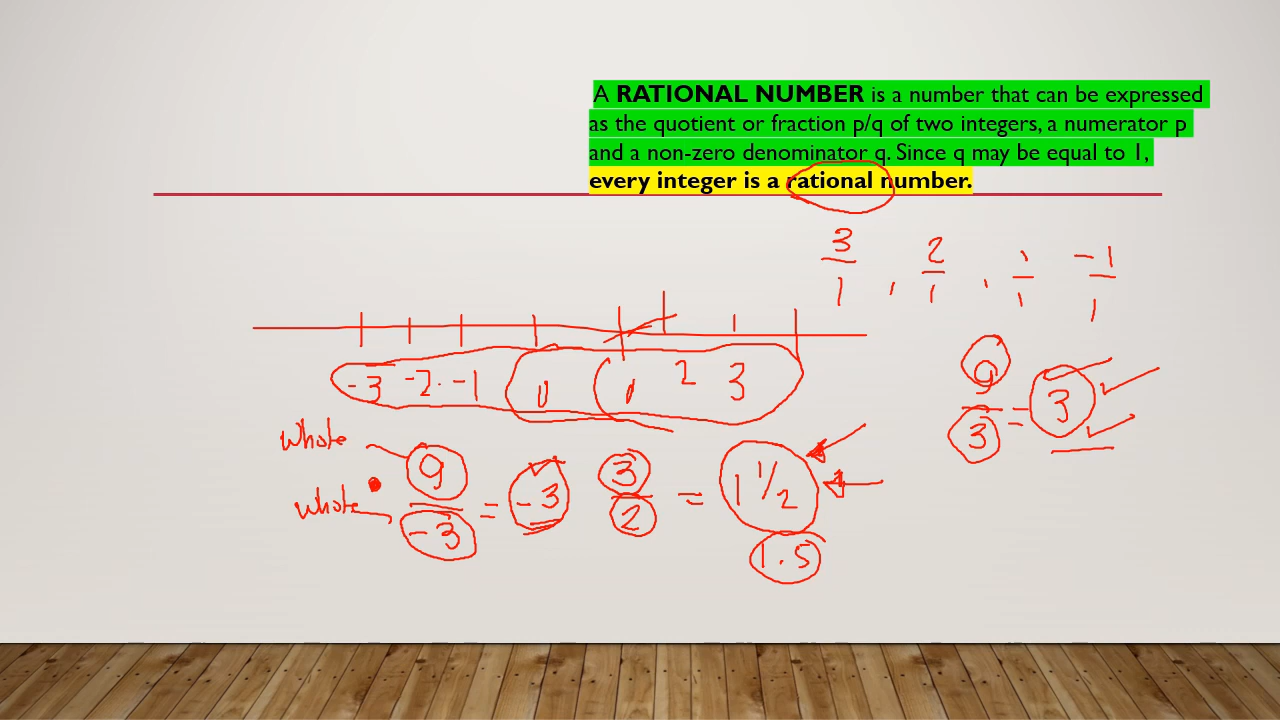 A RATIONAL NUMBER is a number that can be expressed
as the quotient or fraction p/q of two integers, a numerator p
and a non-zero denominator q. Since q may be equal to 1,
every integer is a rational number.
3/1 , 2/1 , 1/1 -1/1
-3 -2 -1 0 1 2 3
9/3 = 3
whole
9/-3 = -3 3/2 = 1 1/2
whole
1.5